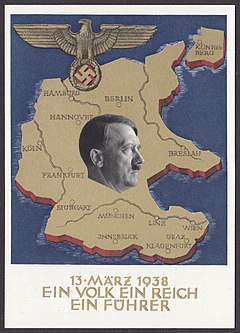 KÖNIGS-
BERG
HAMBURG
BERLIN
HANNOVER
KÖLN
BRESLAU
FRANKFURT
STUTTGART
MÜNCHEN
LINZ
WIEN
INNSBRUCK
GRAZ
KLAGENFURT
13·MÄRZ 1938
EIN VOLK EIN REICH
EIN FÜHRER